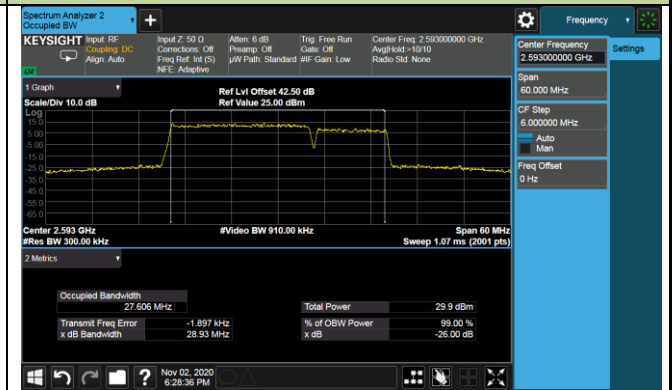 Spectrum Analyzer 2
Occupied BW
+
Frequency
KEYSIGHT
Input: RF
Coupling: DC
Align: Auto
Input Z: 50 Ω
Corrections: Off
Freq Ref: Int (S)
NFE: Adaptive
Atten: 6 dB
Preamp: Off
µW Path: Standard
Trig: Free Run
Gate: Off
#IF Gain: Low
Center Freq: 2.593000000 GHz
Avg|Hold:>10/10
Radio Std: None
Center Frequency
2.593000000 GHz
Settings
Span
60.000 MHz
CF Step
6.000000 MHz
Auto
Man
Freq Offset
0 Hz
1 Graph
Scale/Div 10.0 dB
Ref Lvl Offset 42.50 dB
Ref Value 25.00 dBm
Log
15.0
5.00
-5.00
-15.0
-25.0
-35.0
-45.0
-55.0
-65.0
Center 2.593 GHz
#Video BW 910.00 kHz
Span 60 MHz
#Res BW 300.00 kHz
Sweep 1.07 ms (2001 pts)
2 Metrics
Occupied Bandwidth
27.606 MHz
Total Power
29.9 dBm
Transmit Freq Error
-1.897 kHz
% of OBW Power
99.00 %
x dB Bandwidth
28.93 MHz
x dB
-26.00 dB
?
Nov 02, 2020
6:28:36 PM